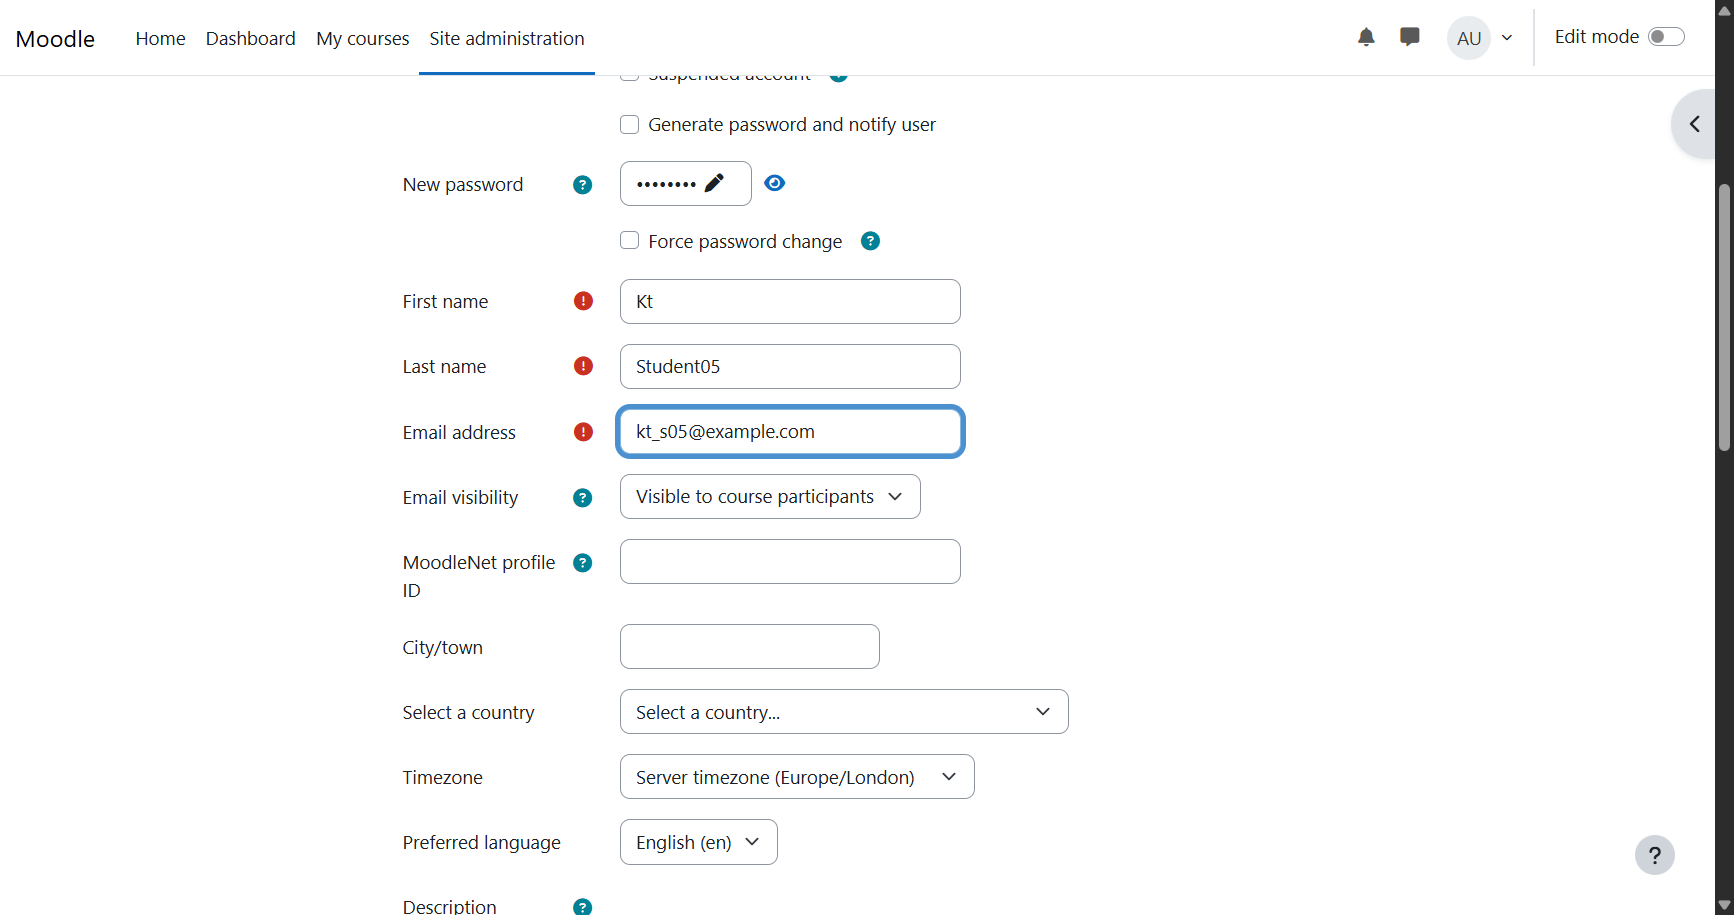 Moodle
Home
Dashboard
My courses
Site administration
AU
Edit mode
Suspended account
Generate password and notify user
New password
••••••••
Force password change
First name
Kt
Last name
Student05
Email address
kt_s05@example.com
Email visibility
Visible to course participants
MoodleNet profile
ID
City/town
Select a country
Select a country...
Timezone
Server timezone (Europe/London)
Preferred language
English (en)
Description